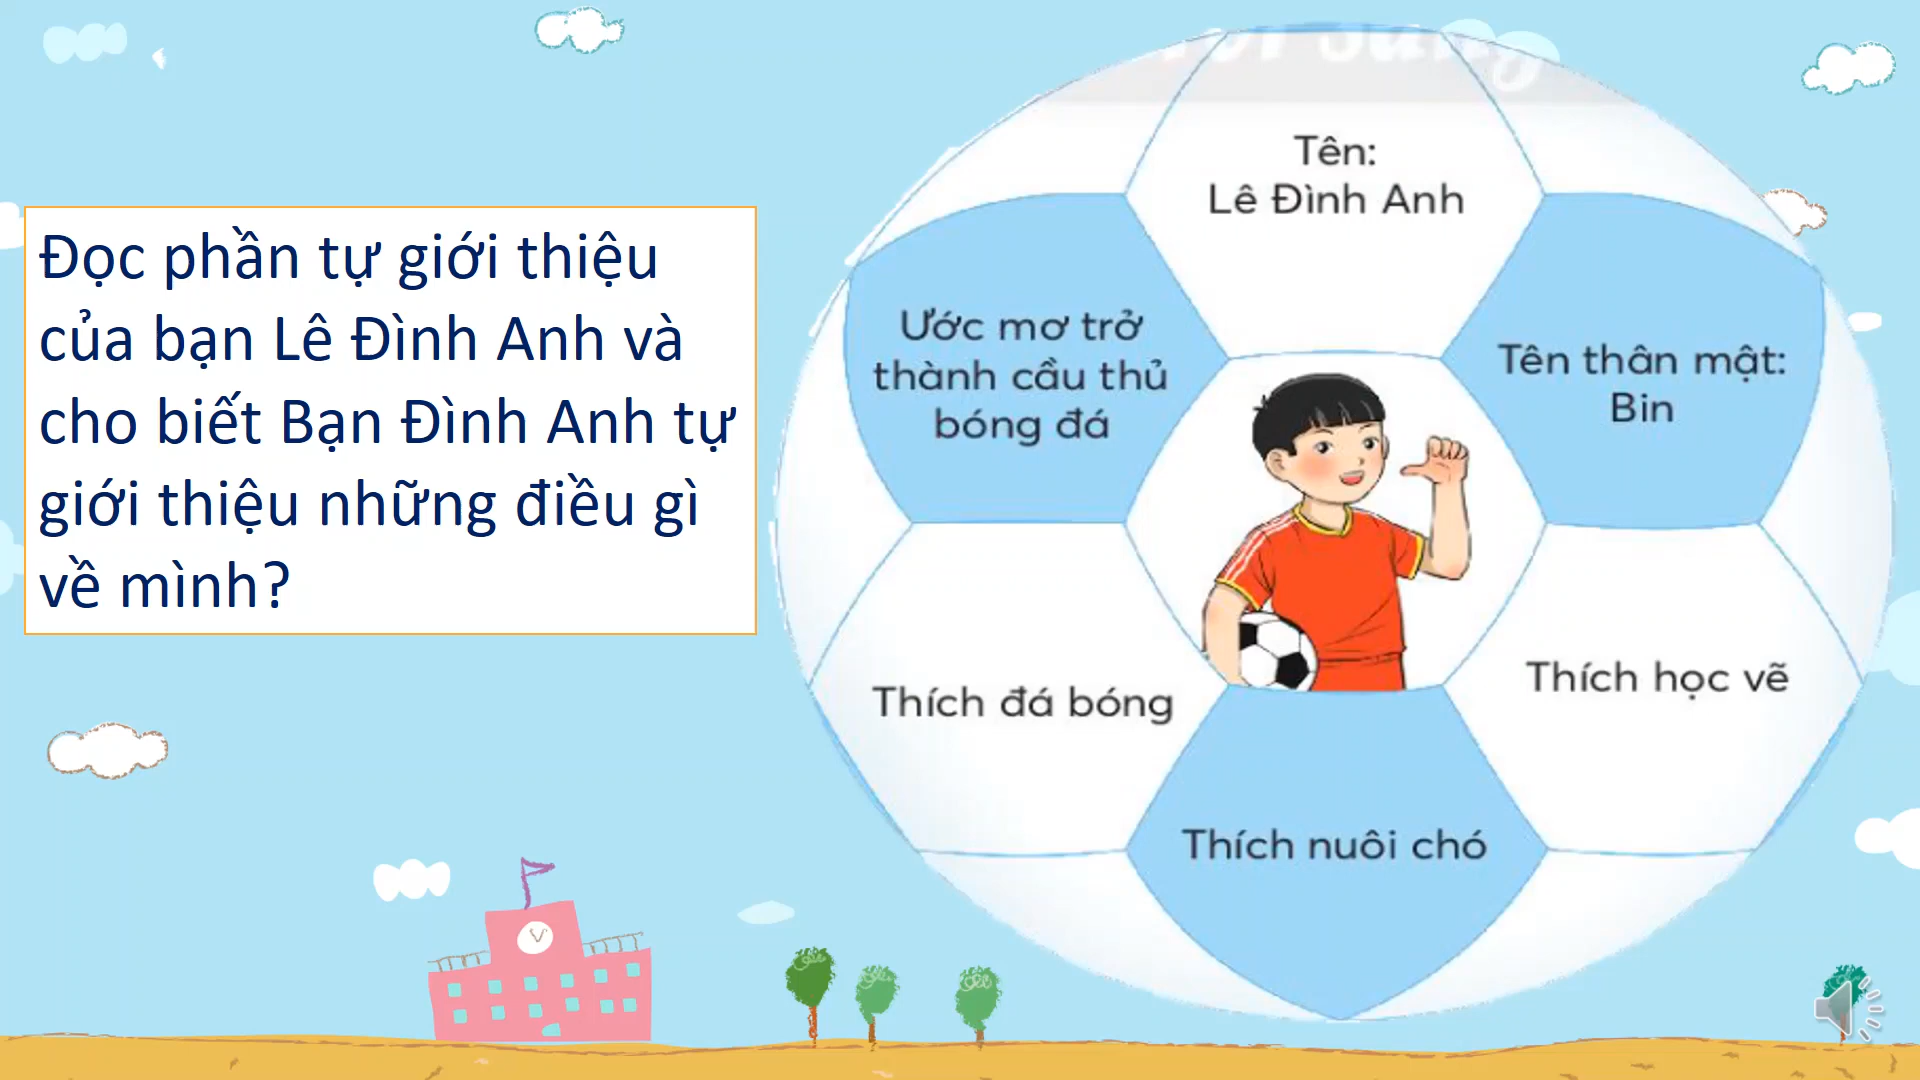 Đọc phần tự giới thiệu
của bạn Lê Đình Anh và
cho biết Bạn Đình Anh tự
giới thiệu những điều gì
về mình?
Tên:
Lê Đình Anh
Ước mơ trở
thành cầu thủ
bóng đá
Tên thân mật:
Bin
Thích đá bóng
Thích học vẽ
Thích nuôi chó